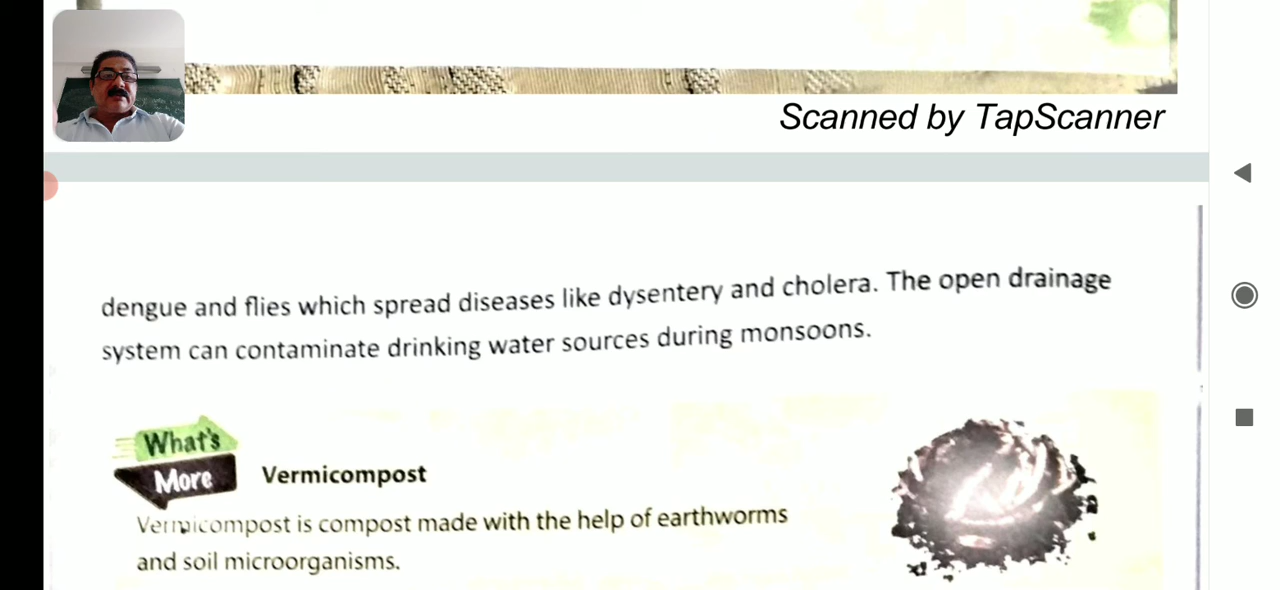 Scanned by TapScanner
dengue and flies which spread diseases like dysentery and cholera. The open drainage
system can contaminate drinking water sources during monsoons.
What's
More
Vermicompost
Vermicompost is compost made with the help of earthworms
and soil microorganisms.